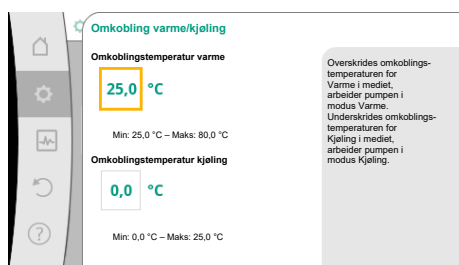 Omkobling varme/kjøling
Omkoblingstemperatur varme
25,0 °C
Min: 25,0 °C – Maks: 80,0 °C
Omkoblingstemperatur kjøling
0,0 °C
Min: 0,0 °C – Maks: 25,0 °C
Overskrides omkoblings-
temperaturen for
Varme i mediet,
arbeider pumpen i
modus Varme.
Underskrides omkoblings-
temperaturen for
Kjøling i mediet,
arbeider pumpen i
modus Kjøling.
?